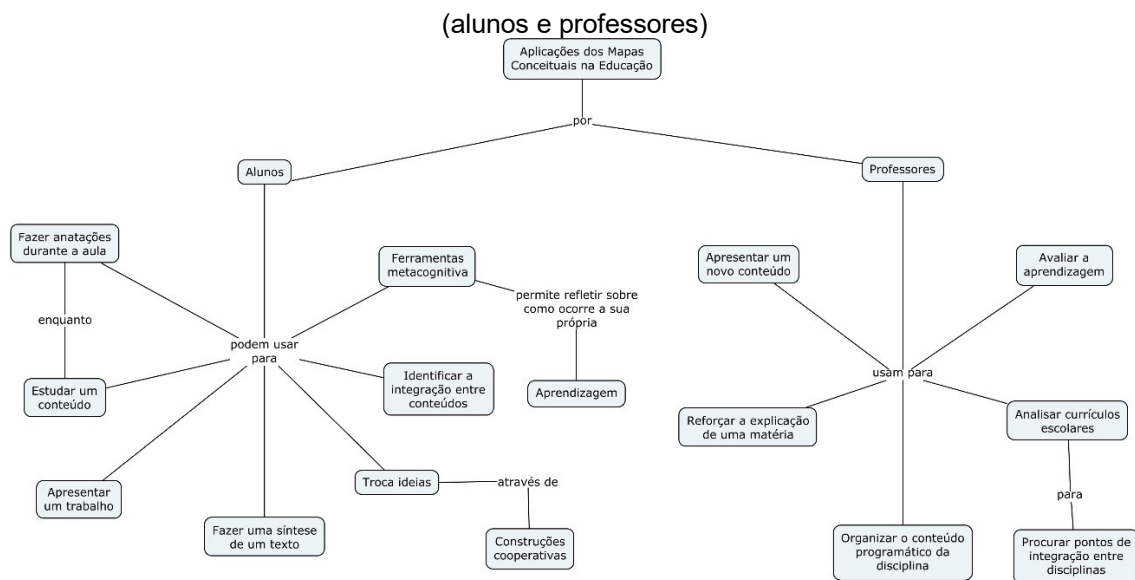 (alunos e professores)
Aplicações dos Mapas
Conceituais na Educação
por
Alunos
Professores
Fazer anatações
durante a aula
Ferramentas
metacognitiva
Apresentar um
novo conteúdo
Avaliar a
aprendizagem
permite refletir sobre
como ocorre a sua
própria
enquanto
podem usar
para
usam para
Estudar um
conteúdo
Identificar a
integração entre
conteúdos
Aprendizagem
Reforçar a explicação
de uma matéria
Analisar currículos
escolares
Apresentar
um trabalho
Troca ideias
através de
para
Fazer uma síntese
de um texto
Construções
cooperativas
Organizar o conteúdo
programático da
disciplina
Procurar pontos de
integração entre
disciplinas